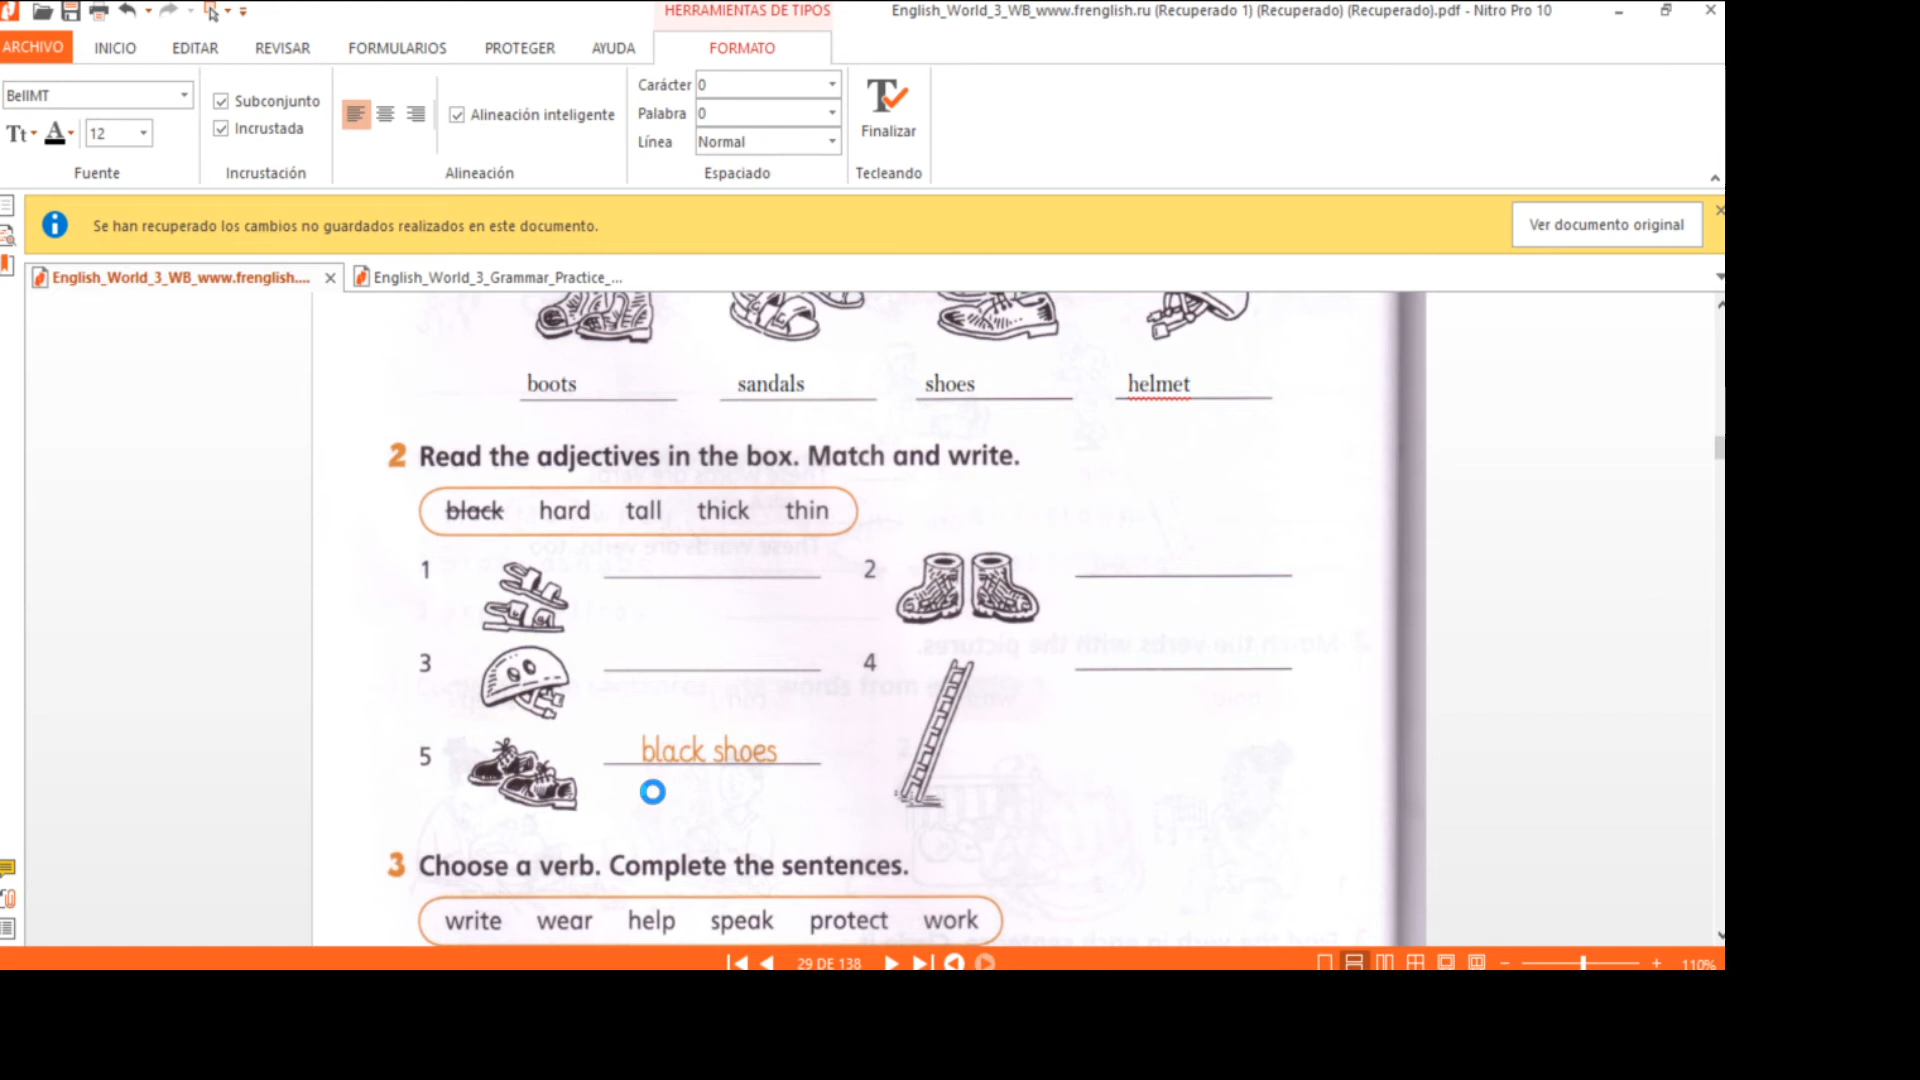 HERRAMIENTAS DE TIPOS
English_World_3_WB_www.frenglish.ru (Recuperado 1) (Recuperado) (Recuperado).pdf - Nitro Pro 10
ARCHIVO INICIO EDITAR REVISAR FORMULARIOS PROTEGER AYUDA FORMATO
BellMT
12
Fuente
Subconjunto
Incrustada
Incrustación
Alineación inteligente
Alineación
Carácter 0
Palabra 0
Línea Normal
Espaciado
Finalizar
Tecleando
Se han recuperado los cambios no guardados realizados en este documento.
Ver documento original
English_World_3_WB_www.frenglish....
English_World_3_Grammar_Practice_...
boots sandals shoes helmet
2 Read the adjectives in the box. Match and write.
black hard tall thick thin
1
2
3
4
5 black shoes
3 Choose a verb. Complete the sentences.
write wear help speak protect work
29 DE 138
110%